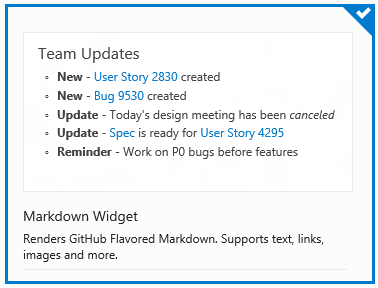 Team Updates
◦ New - User Story 2830 created
◦ New - Bug 9530 created
◦ Update - Today's design meeting has been canceled
◦ Update - Spec is ready for User Story 4295
◦ Reminder - Work on P0 bugs before features
Markdown Widget
Renders GitHub Flavored Markdown. Supports text, links,
images and more.